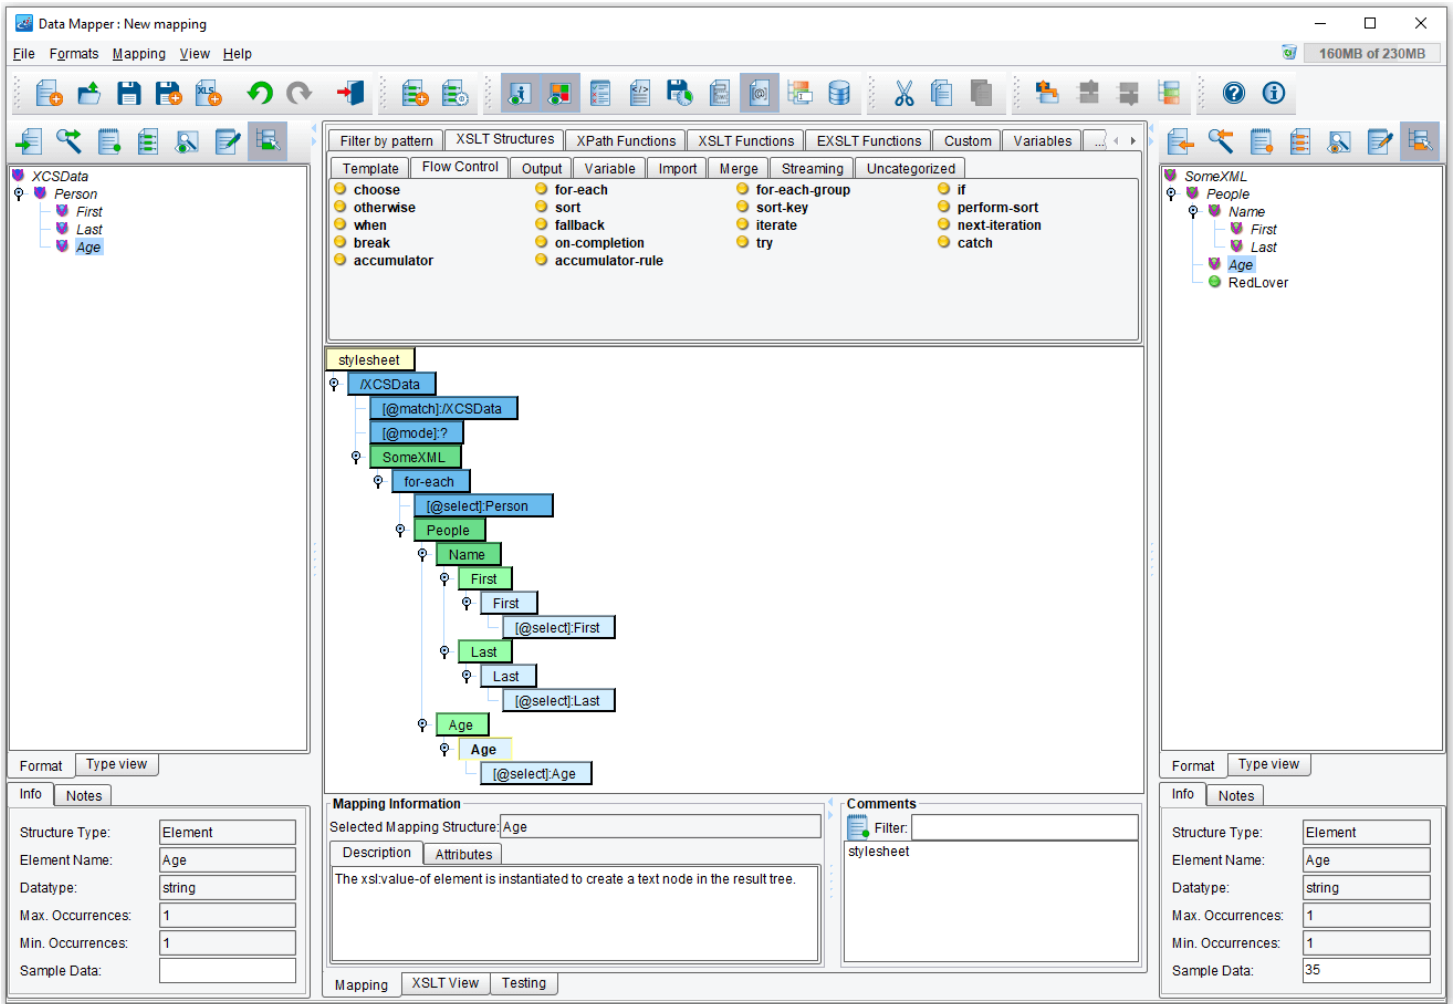 Data Mapper : New mapping
File Formats Mapping View Help
160MB of 230MB
XLS
XCSData
Person
First
Last
Age
Format Type view
Info Notes
Structure Type: Element
Element Name: Age
Datatype: string
Max. Occurrences: 1
Min. Occurrences: 1
Sample Data:
Filter by pattern XSLT Structures XPath Functions XSLT Functions EXSLT Functions Custom Variables ...
Template Flow Control Output Variable Import Merge Streaming Uncategorized
choose for-each for-each-group if
otherwise sort sort-key perform-sort
when fallback iterate next-iteration
break on-completion try catch
accumulator accumulator-rule
stylesheet
/XCSData
[@match]:/XCSData
[@mode]:?
SomeXML
for-each
[@select]:Person
People
Name
First
First
[@select]:First
Last
Last
[@select]:Last
Age
Age
[@select]:Age
Mapping Information
Selected Mapping Structure: Age
Description Attributes
The xsl:value-of element is instantiated to create a text node in the result tree.
Comments
Filter:
stylesheet
Mapping XSLT View Testing
SomeXML
People
Name
First
Last
Age
RedLover
Format Type view
Info Notes
Structure Type: Element
Element Name: Age
Datatype: string
Max. Occurrences: 1
Min. Occurrences: 1
Sample Data: 35